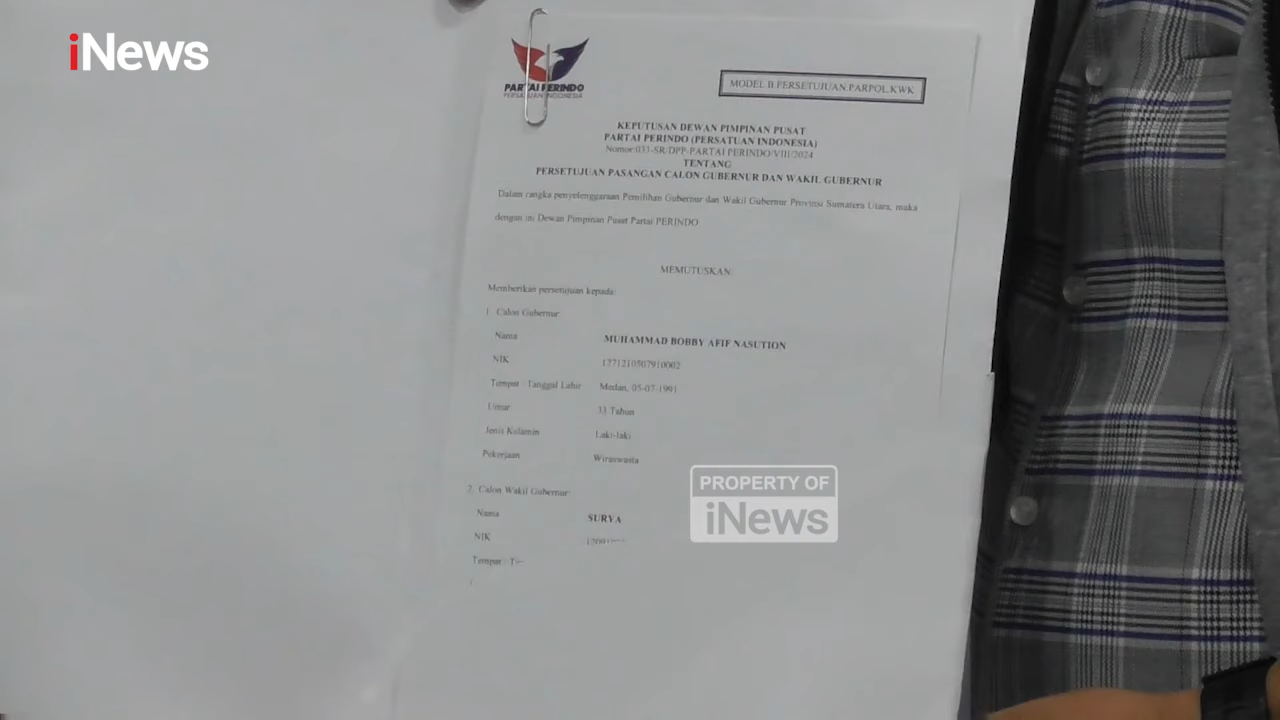 iNews
PARTAI PERINDO
PERSATUAN INDONESIA
MODEL B.PERSETUJUAN.PARPOL.KWK
KEPUTUSAN DEWAN PIMPINAN PUSAT
PARTAI PERINDO (PERSATUAN INDONESIA)
Nomor:033-SR/DPP-PARTAI PERINDO/VIII/2024
TENTANG
PERSETUJUAN PASANGAN CALON GUBERNUR DAN WAKIL GUBERNUR
Dalam rangka penyelenggaraan Pemilihan Gubernur dan Wakil Gubernur Provinsi Sumatera Utara, maka
dengan ini Dewan Pimpinan Pusat Partai PERINDO
MEMUTUSKAN:
Memberikan persetujuan kepada:
1. Calon Gubernur:
Nama MUHAMMAD BOBBY AFIF NASUTION
NIK 1271210507910002
Tempat / Tanggal Lahir Medan, 05-07-1991
Umur 33 Tahun
Jenis Kelamin Laki-laki
Pekerjaan Wiraswasta
2. Calon Wakil Gubernur:
Nama SURYA
NIK
Tempat
PROPERTY OF
iNews